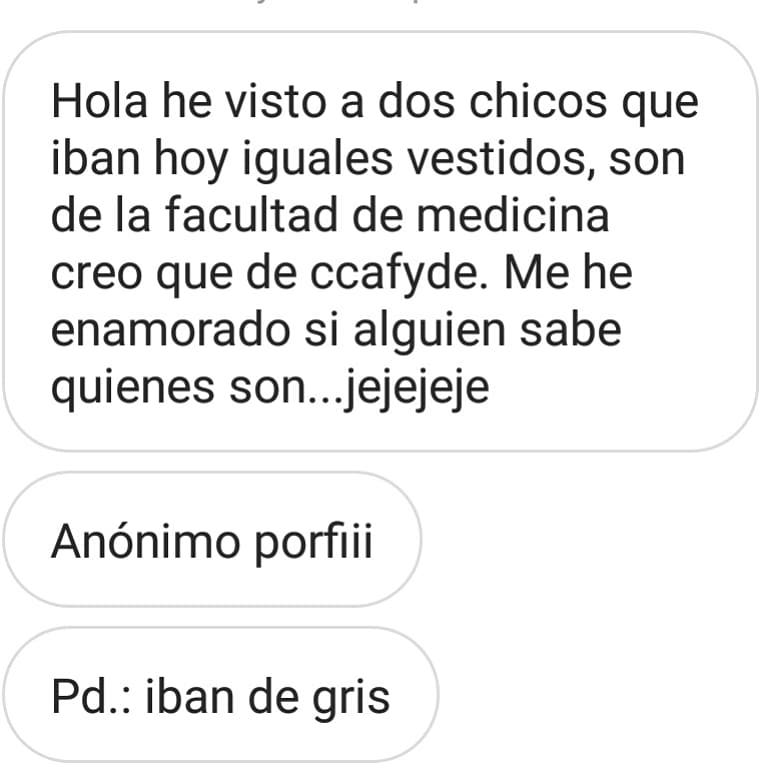 Hola he visto a dos chicos que
iban hoy iguales vestidos, son
de la facultad de medicina
creo que de ccafyde. Me he
enamorado si alguien sabe
quienes son...jejejeje
Anónimo porfiii
Pd.: iban de gris